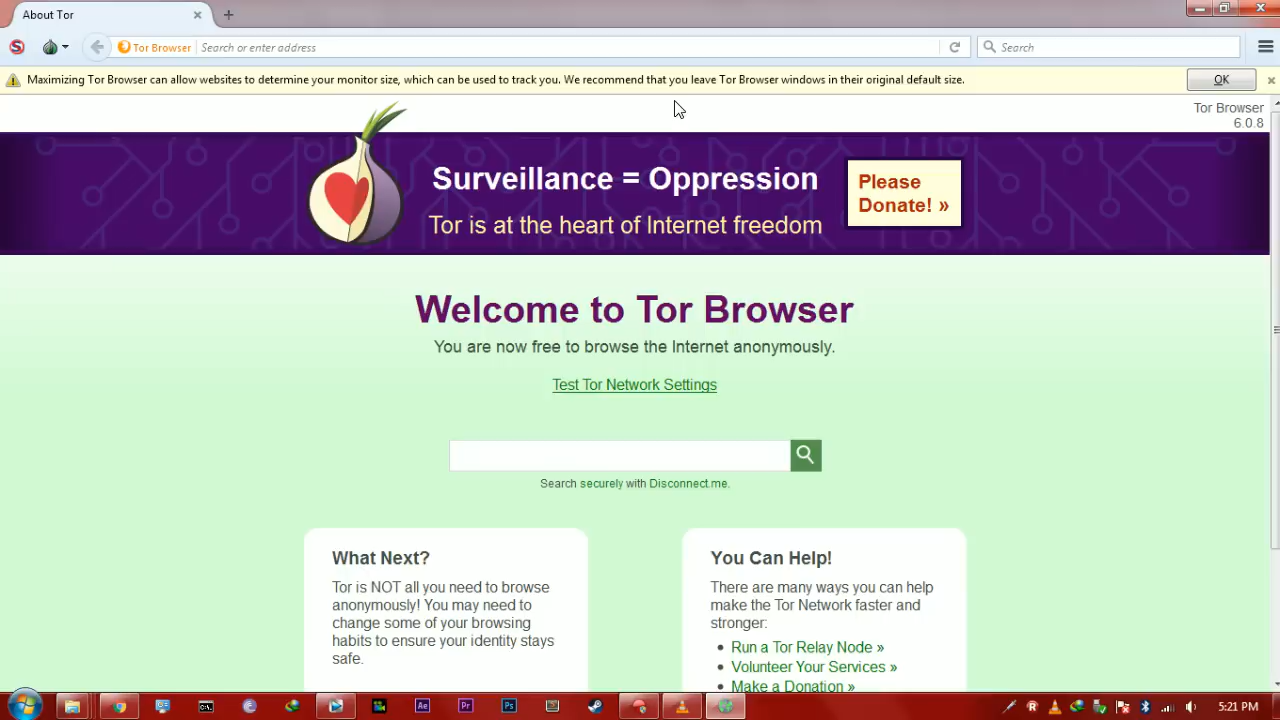 About Tor
Tor Browser
Search or enter address
Search
Maximizing Tor Browser can allow websites to determine your monitor size, which can be used to track you. We recommend that you leave Tor Browser windows in their original default size.
OK
Tor Browser
6.0.8
Surveillance = Oppression
Tor is at the heart of Internet freedom
Please
Donate! »
Welcome to Tor Browser
You are now free to browse the Internet anonymously.
Test Tor Network Settings
Search securely with Disconnect.me.
What Next?
Tor is NOT all you need to browse
anonymously! You may need to
change some of your browsing
habits to ensure your identity stays
safe.
You Can Help!
There are many ways you can help
make the Tor Network faster and
stronger:
Run a Tor Relay Node »
Volunteer Your Services »
Make a Donation »
Ae
Pr
Ps
5:21 PM